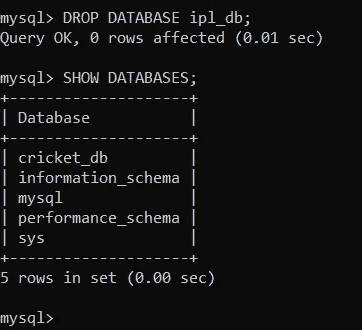 mysql> DROP DATABASE ipl_db;
Query OK, 0 rows affected (0.01 sec)
mysql> SHOW DATABASES;
+--------------------+
| Database           |
+--------------------+
| cricket_db         |
| information_schema |
| mysql              |
| performance_schema |
| sys                |
+--------------------+
5 rows in set (0.00 sec)
mysql>